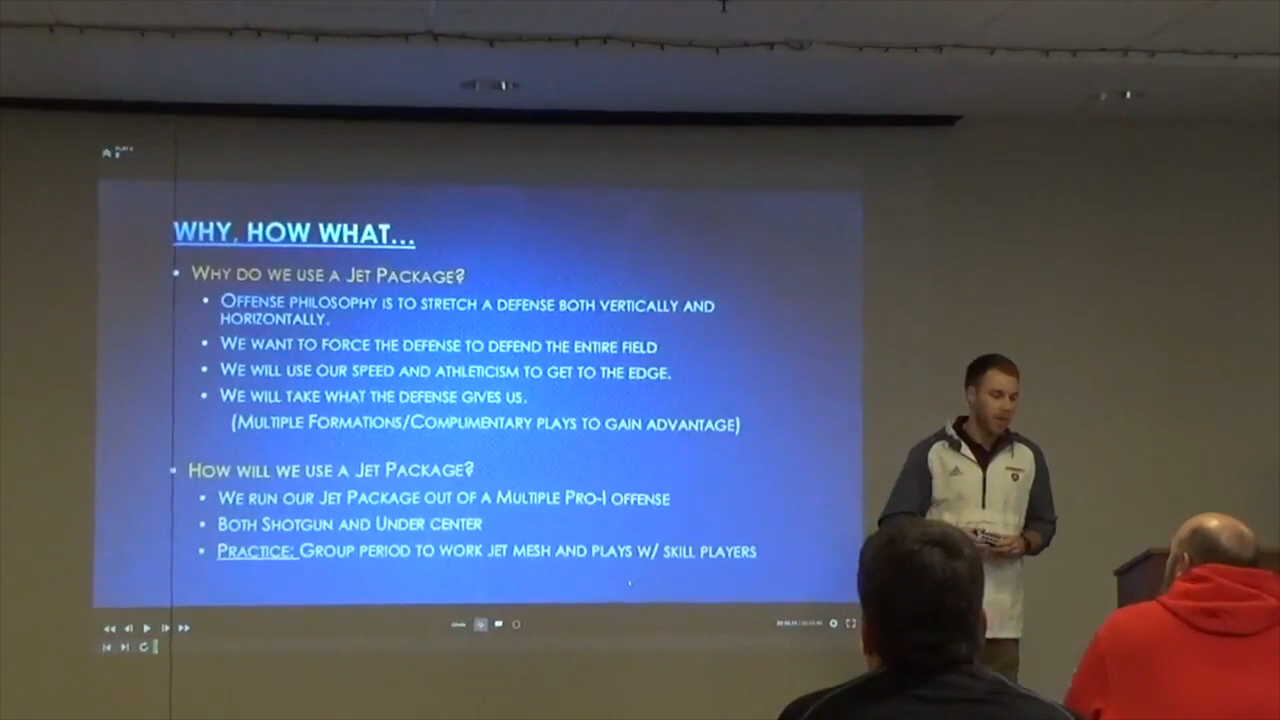 WHY, HOW WHAT...
• WHY DO WE USE A JET PACKAGE?
• OFFENSE PHILOSOPHY IS TO STRETCH A DEFENSE BOTH VERTICALLY AND
HORIZONTALLY.
• WE WANT TO FORCE THE DEFENSE TO DEFEND THE ENTIRE FIELD
• WE WILL USE OUR SPEED AND ATHLETICISM TO GET TO THE EDGE.
• WE WILL TAKE WHAT THE DEFENSE GIVES US.
(MULTIPLE FORMATIONS/COMPLIMENTARY PLAYS TO GAIN ADVANTAGE)
• HOW WILL WE USE A JET PACKAGE?
• WE RUN OUR JET PACKAGE OUT OF A MULTIPLE PRO-I OFFENSE
• BOTH SHOTGUN AND UNDER CENTER
• PRACTICE: GROUP PERIOD TO WORK JET MESH AND PLAYS W/ SKILL PLAYERS